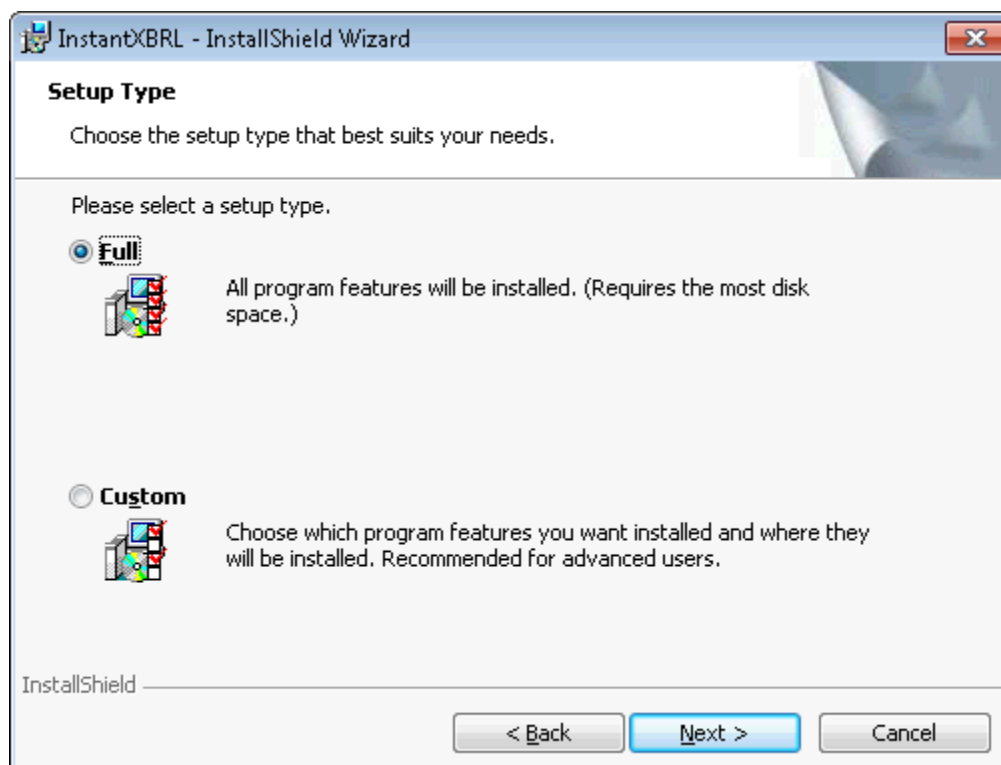 InstantXBRL - InstallShield Wizard
Setup Type
Choose the setup type that best suits your needs.
Please select a setup type.
Full
All program features will be installed. (Requires the most disk
space.)
Custom
Choose which program features you want installed and where they
will be installed. Recommended for advanced users.
InstallShield
< Back
Next >
Cancel